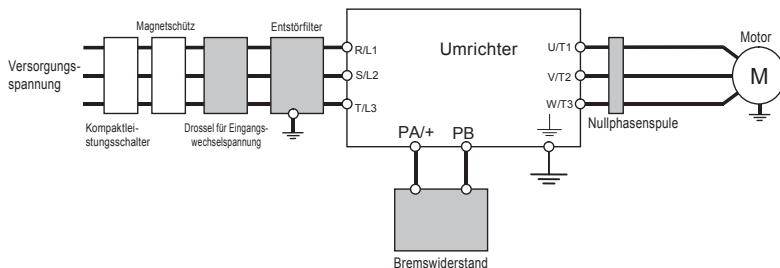 Magnetschütz
Entstörfilter
Motor
R/L1
Umrichter
U/T1
Versorgungs-
spannung
S/L2
V/T2
M
T/L3
W/T3
Kompaktlei-
stungsschalter
Drossel für Eingangs-
wechselspannung
PA/+
PB
Nullphasenspule
Bremswiderstand